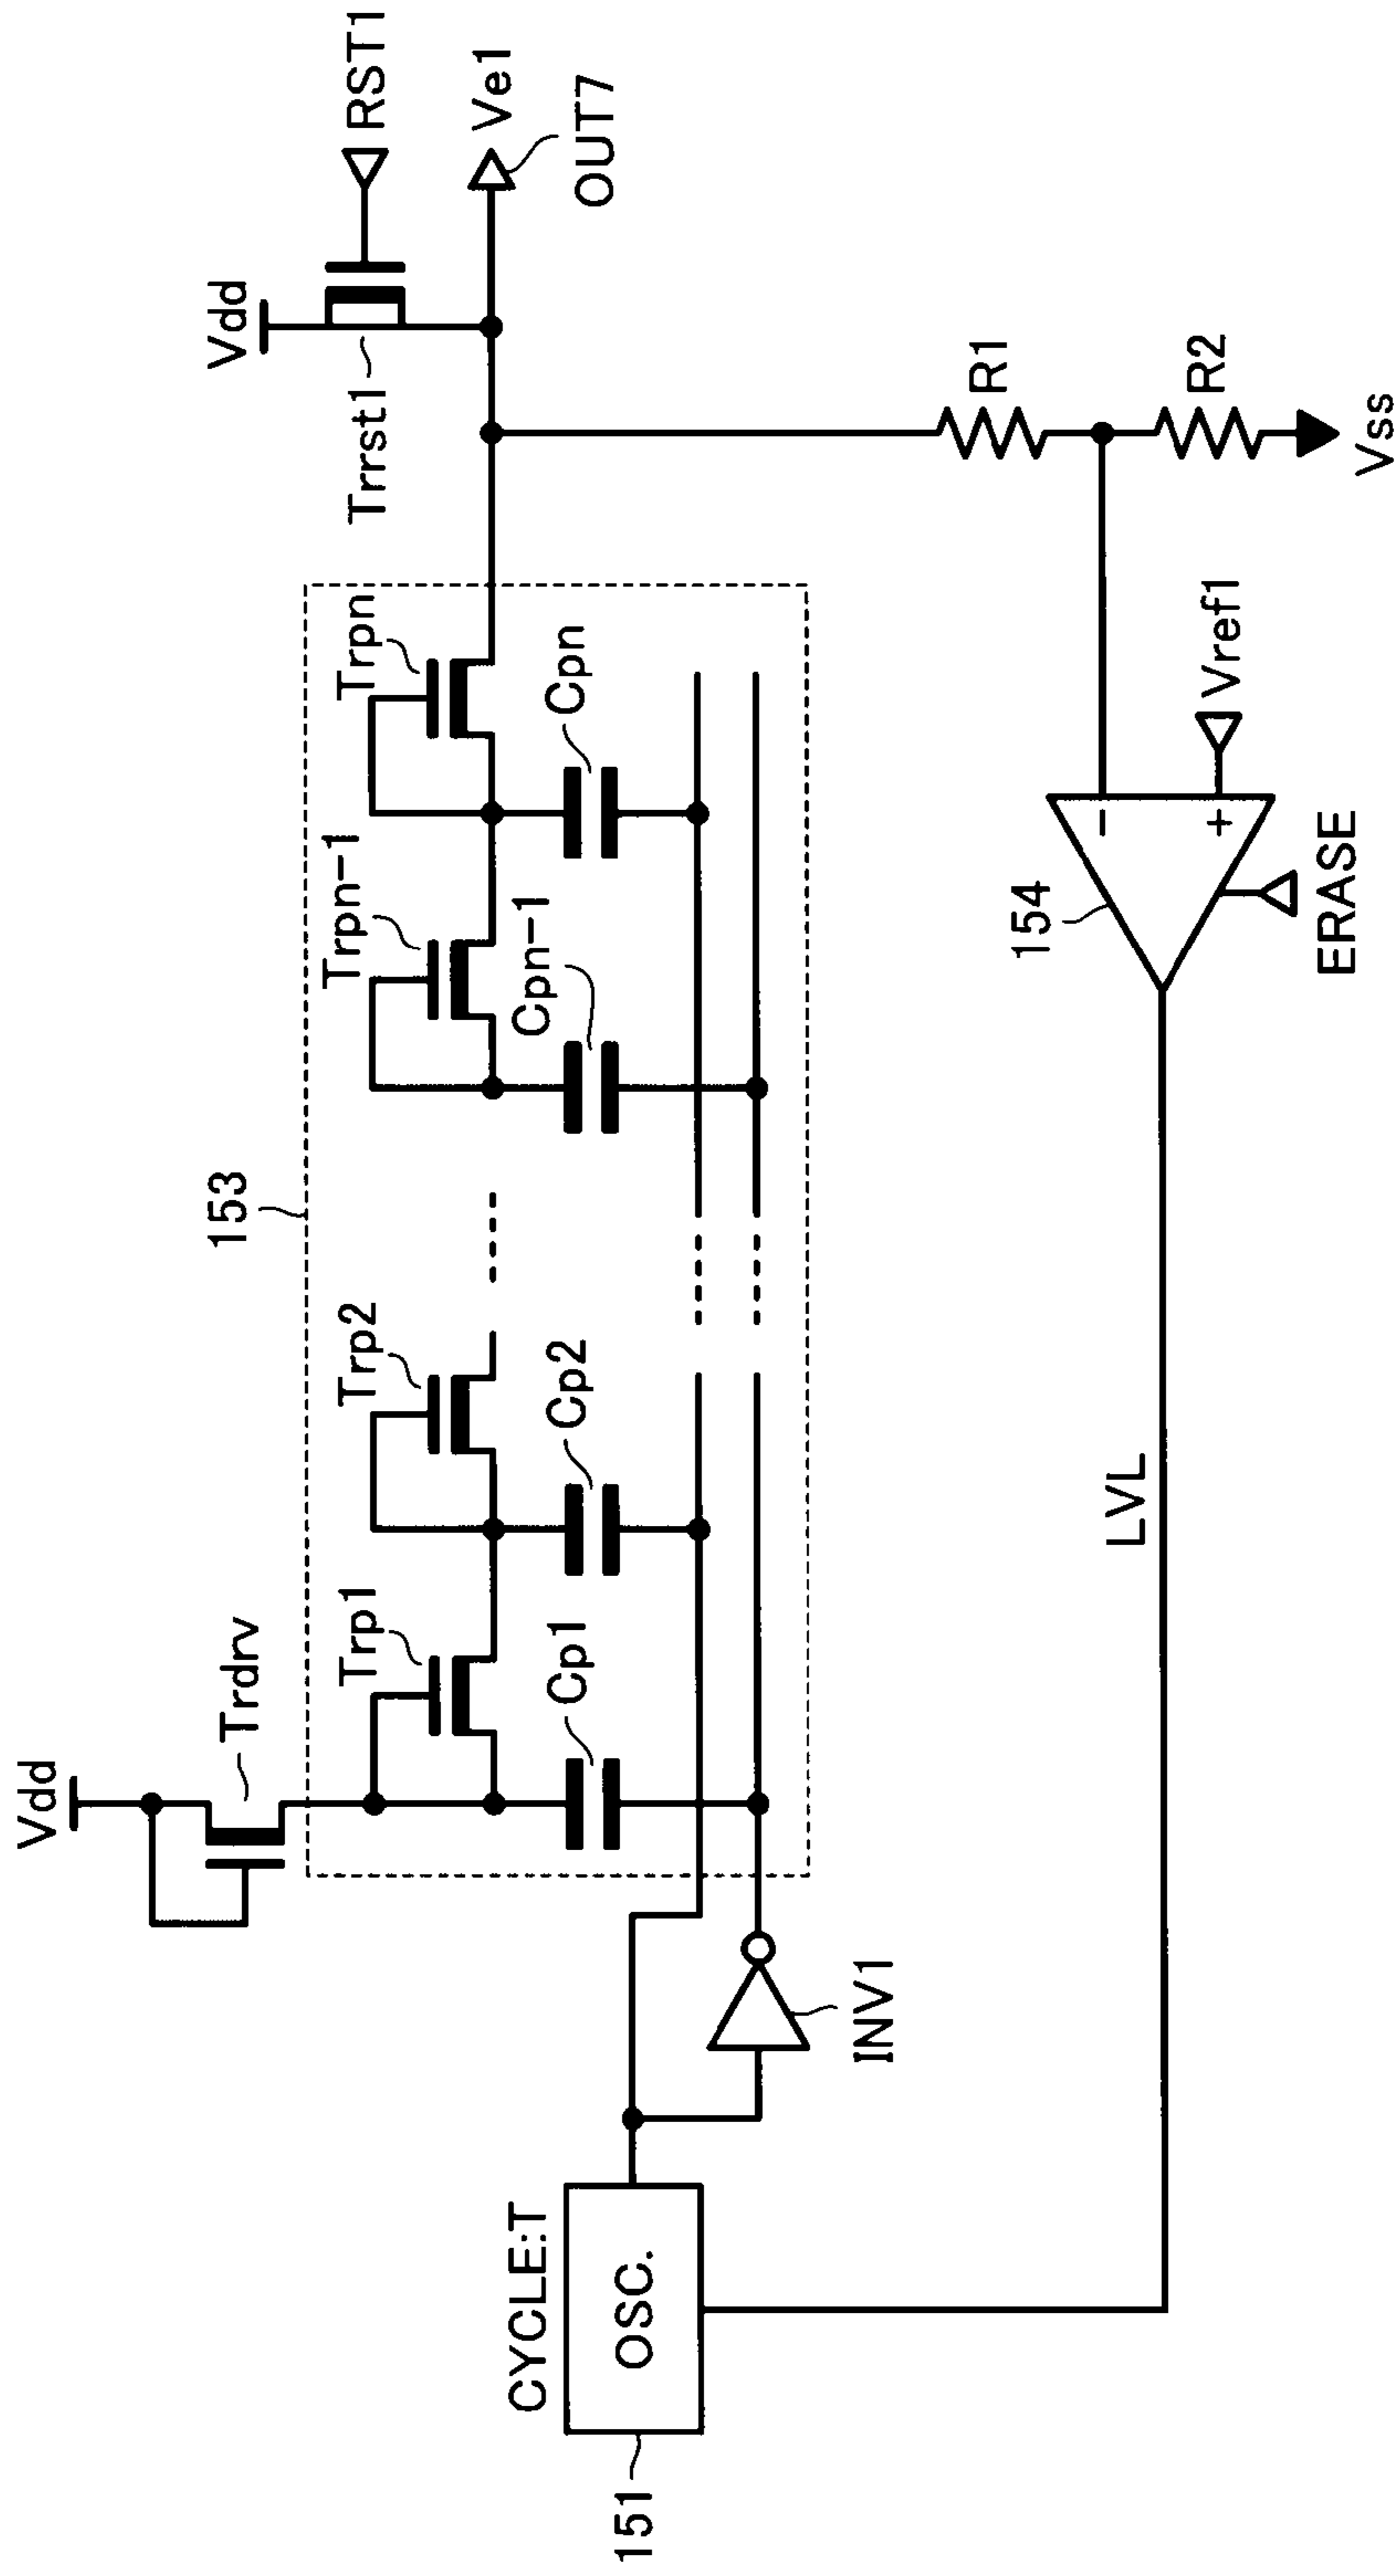 Vdd
Trdrv
153
Vdd
Trrst1
RST1
Trp1
Trp2
Trpn-1
Trpn
Ve1
OUT7
Cp1
Cp2
Cpn-1
Cpn
CYCLE:T
OSC.
151
INV1
R1
R2
Vss
154
Vref1
-
+
ERASE
LVL